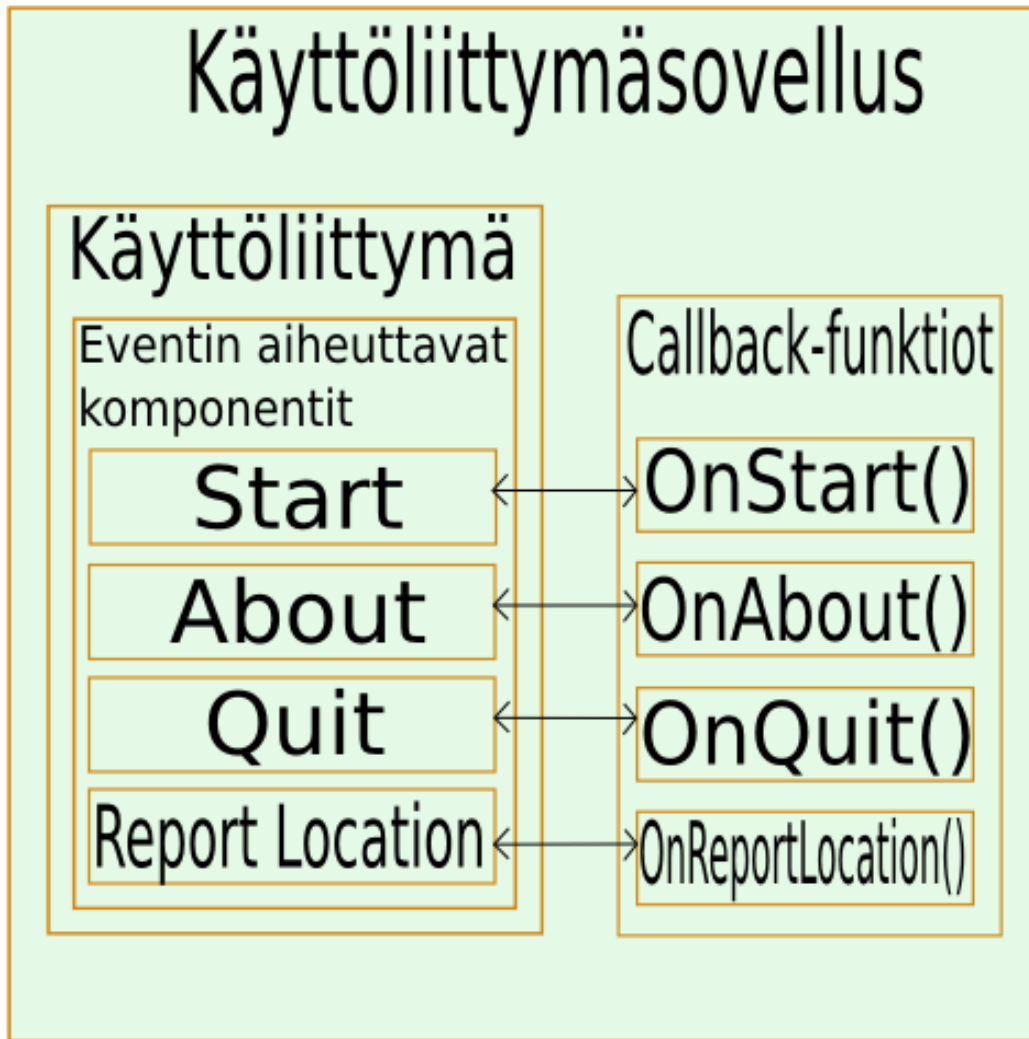 Käyttöliittymäsovellus
Käyttöliittymä
Eventin aiheuttavat
komponentit
Start
About
Quit
Report Location
Callback-funktiot
OnStart()
OnAbout()
OnQuit()
OnReportLocation()